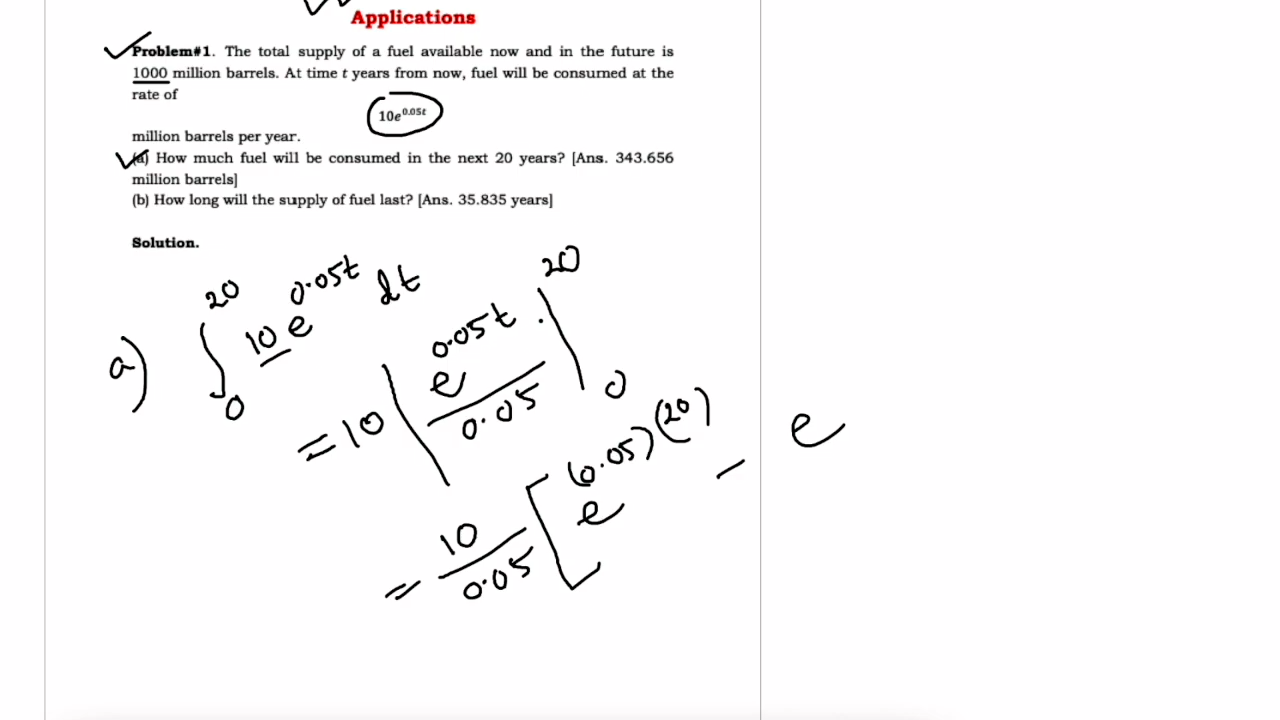 Applications
Problem#1. The total supply of a fuel available now and in the future is
1000 million barrels. At time t years from now, fuel will be consumed at the
rate of
10e^{0.05t}
million barrels per year.
(a) How much fuel will be consumed in the next 20 years? [Ans. 343.656
million barrels]
(b) How long will the supply of fuel last? [Ans. 35.835 years]
Solution.
a) ∫_0^{20} 10 e^{0.05t} dt
= 10 | e^{0.05t} / 0.05 |_0^{20}
= 10/0.05 [ e^{(0.05)(20)} - e